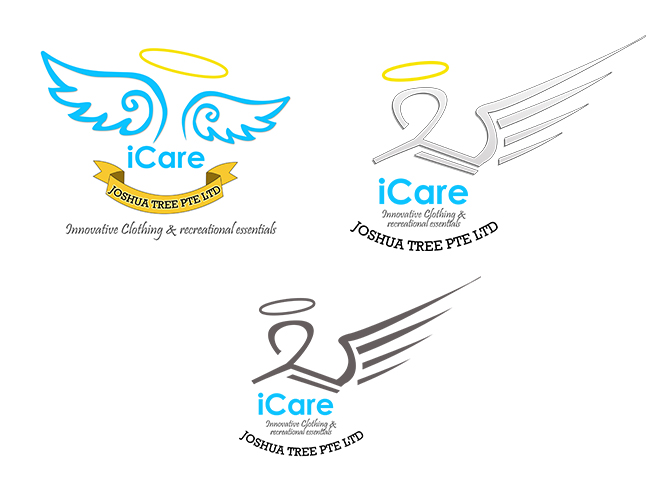 iCare
JOSHUA TREE PTE LTD
Innovative Clothing & recreational essentials
iCare
Innovative Clothing &
recreational essentials
JOSHUA TREE PTE LTD
iCare
Innovative Clothing &
recreational essentials
JOSHUA TREE PTE LTD